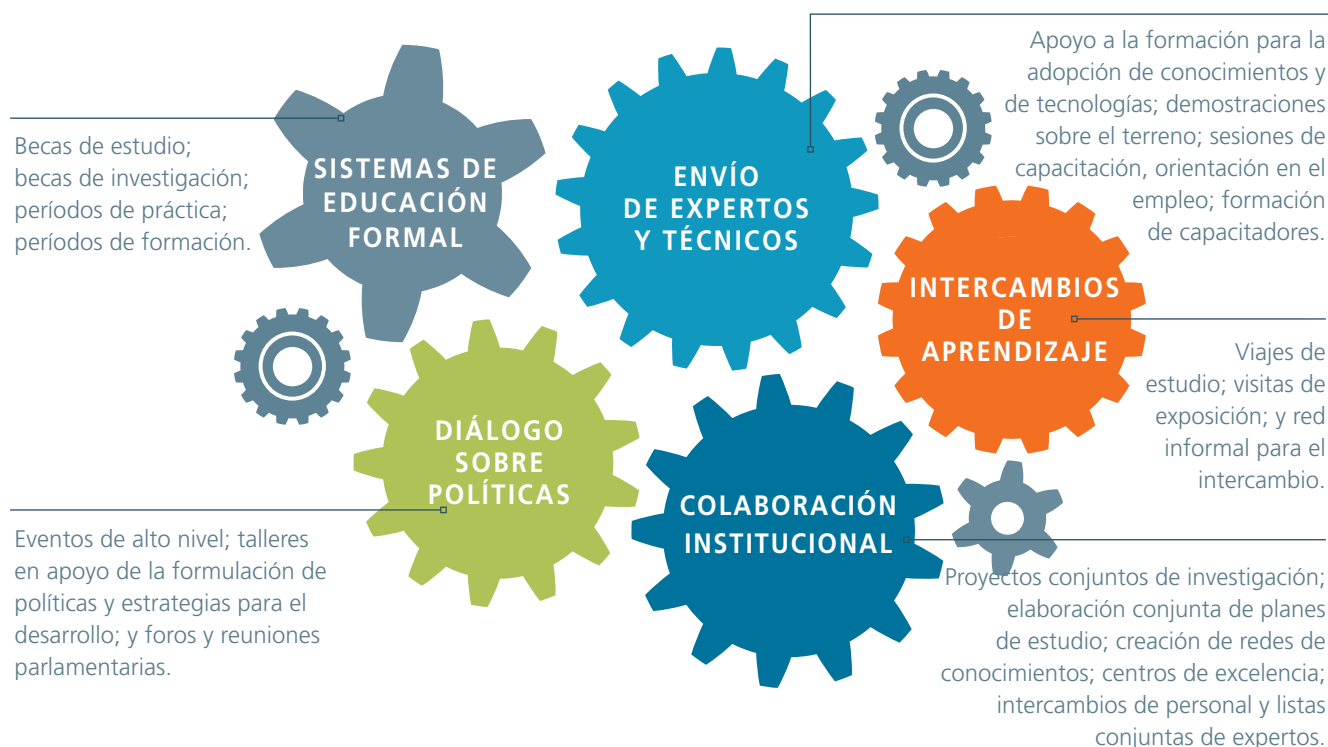 Becas de estudio;
becas de investigación;
períodos de práctica;
períodos de formación.
SISTEMAS DE
EDUCACIÓN
FORMAL
ENVÍO
DE EXPERTOS
Y TÉCNICOS
Apoyo a la formación para la
adopción de conocimientos y
de tecnologías; demostraciones
sobre el terreno; sesiones de
capacitación, orientación en el
empleo; formación
de capacitadores.
INTERCAMBIOS
DE
APRENDIZAJE
Viajes de
estudio; visitas de
exposición; y red
informal para el
intercambio.
DIÁLOGO
SOBRE
POLÍTICAS
Eventos de alto nivel; talleres
en apoyo de la formulación de
políticas y estrategias para el
desarrollo; y foros y reuniones
parlamentarias.
COLABORACIÓN
INSTITUCIONAL
Proyectos conjuntos de investigación;
elaboración conjunta de planes
de estudio; creación de redes de
conocimientos; centros de excelencia;
intercambios de personal y listas
conjuntas de expertos.